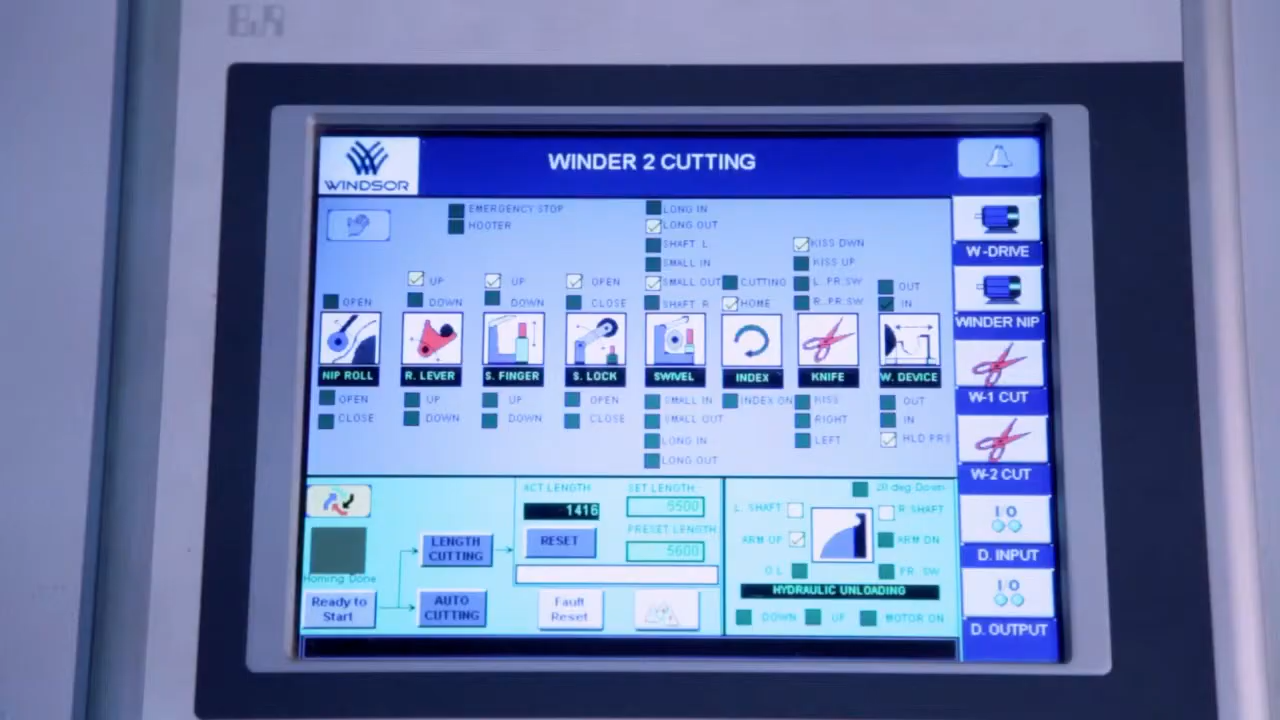 B&R
WINDSOR
WINDER 2 CUTTING
EMERGENCY STOP
HOOTER
LONG IN
LONG OUT
SHAFT L
SMALL IN
SMALL OUT
SHAFT R
KISS DWN
KISS UP
L. PR.SW
R. PR.SW
UP
DOWN
UP
DOWN
OPEN
CLOSE
CUTTING
HOME
OUT
IN
OPEN
NIP ROLL
R. LEVER
S. FINGER
S. LOCK
SWIVEL
INDEX
KNIFE
W. DEVICE
OPEN
CLOSE
UP
DOWN
UP
DOWN
OPEN
CLOSE
SMALL IN
SMALL OUT
LONG IN
LONG OUT
INDEX ON
KISS
RIGHT
LEFT
OUT
IN
HLD PRS
W-DRIVE
WINDER NIP
W-1 CUT
W-2 CUT
I O
D. INPUT
I O
D. OUTPUT
Homing Done
Ready to
Start
LENGTH
CUTTING
AUTO
CUTTING
ACT LENGTH
1416
RESET
SET LENGTH
5500
PRESET LENGTH
5600
Fault
Reset
20 deg Down
L. SHAFT
R SHAFT
ARM UP
ARM DN
O L
PR. SW
HYDRAULIC UNLOADING
DOWN
UP
MOTOR ON